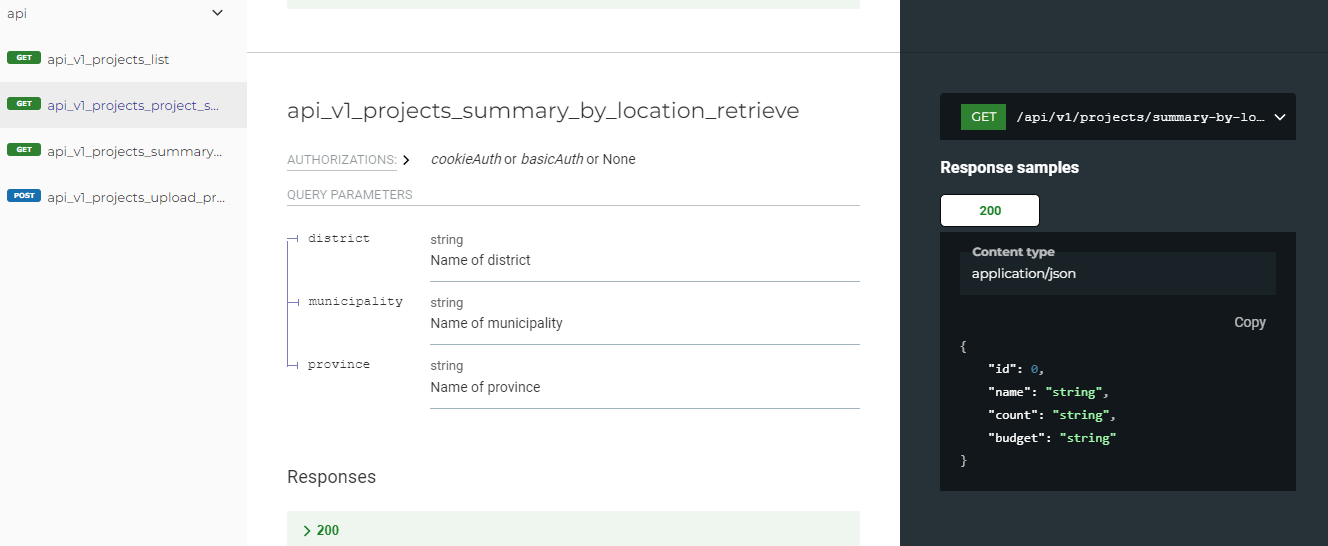 api
GET api_v1_projects_list
GET api_v1_projects_project_s...
GET api_v1_projects_summary...
POST api_v1_projects_upload_pr...
api_v1_projects_summary_by_location_retrieve
AUTHORIZATIONS: cookieAuth or basicAuth or None
QUERY PARAMETERS
district string
Name of district
municipality string
Name of municipality
province string
Name of province
Responses
200
GET /api/v1/projects/summary-by-lo...
Response samples
200
Content type
application/json
Copy
{
"id": 0,
"name": "string",
"count": "string",
"budget": "string"
}